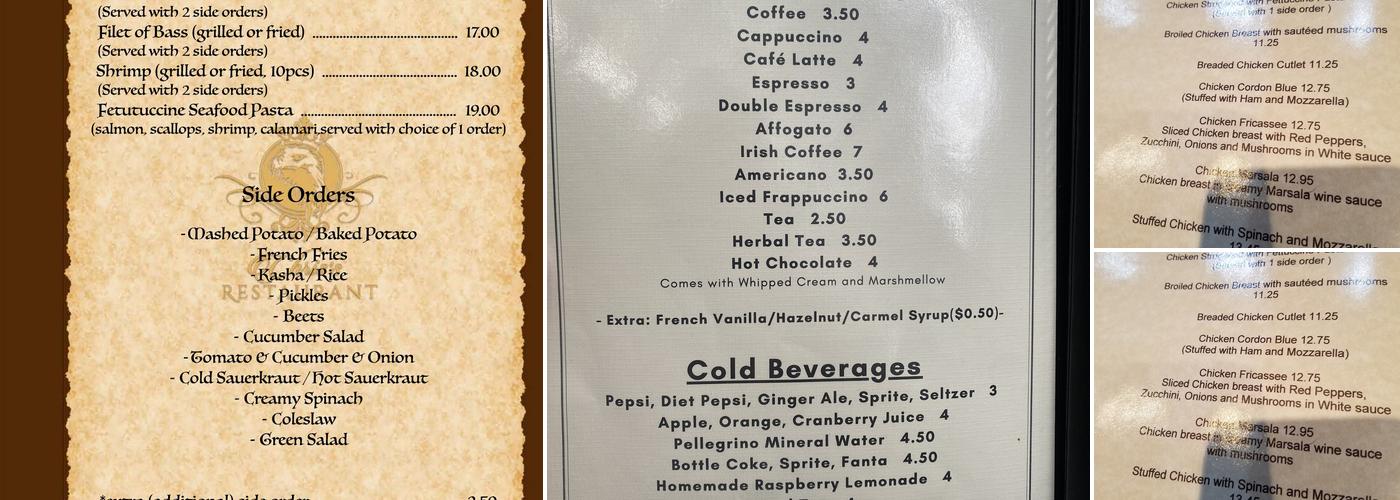 (Served with 2 side orders)
Filet of Bass (grilled or fried) ........ 17.00
(Served with 2 side orders)
Shrimp (grilled or fried, 10pcs) ........ 18.00
(Served with 2 side orders)
Fetutuccine Seafood Pasta ........ 19.00
(salmon, scallops, shrimp, calamari,served with choice of 1 order)
Side Orders
-Mashed Potato / Baked Potato
- French Fries
- Kasha / Rice
RESTAURANT
- Pickles
- Beets
- Cucumber Salad
-Tomato & Cucumber & Onion
- Cold Sauerkraut / Hot Sauerkraut
- Creamy Spinach
- Coleslaw
- Green Salad
*extra (additional) side order
Coffee 3.50
Cappuccino 4
Café Latte 4
Espresso 3
Double Espresso 4
Affogato 6
Irish Coffee 7
Americano 3.50
Iced Frappuccino 6
Tea 2.50
Herbal Tea 3.50
Hot Chocolate 4
Comes with Whipped Cream and Marshmellow
- Extra: French Vanilla/Hazelnut/Carmel Syrup($0.50)-
Cold Beverages
Pepsi, Diet Pepsi, Ginger Ale, Sprite, Seltzer 3
Apple, Orange, Cranberry Juice 4
Pellegrino Mineral Water 4.50
Bottle Coke, Sprite, Fanta 4.50
Homemade Raspberry Lemonade 4
Chicken
with 1 side order )
Broiled Chicken Breast with sautéed mushrooms
11.25
Breaded Chicken Cutlet 11.25
Chicken Cordon Blue 12.75
(Stuffed with Ham and Mozzarella)
Chicken Fricassee 12.75
Sliced Chicken breast with Red Peppers,
Zucchini, Onions and Mushrooms in White sauce
Chicken Marsala 12.95
Chicken breast Marsala wine sauce
with mushrooms
Stuffed Chicken with Spinach and Mozzarella
Chicken
with 1 side order )
Broiled Chicken Breast with sautéed mushrooms
11.25
Breaded Chicken Cutlet 11.25
Chicken Cordon Blue 12.75
(Stuffed with Ham and Mozzarella)
Chicken Fricassee 12.75
Sliced Chicken breast with Red Peppers,
Zucchini, Onions and Mushrooms in White sauce
Chicken Marsala 12.95
Chicken breast Marsala wine sauce
with mushrooms
Stuffed Chicken with Spinach and